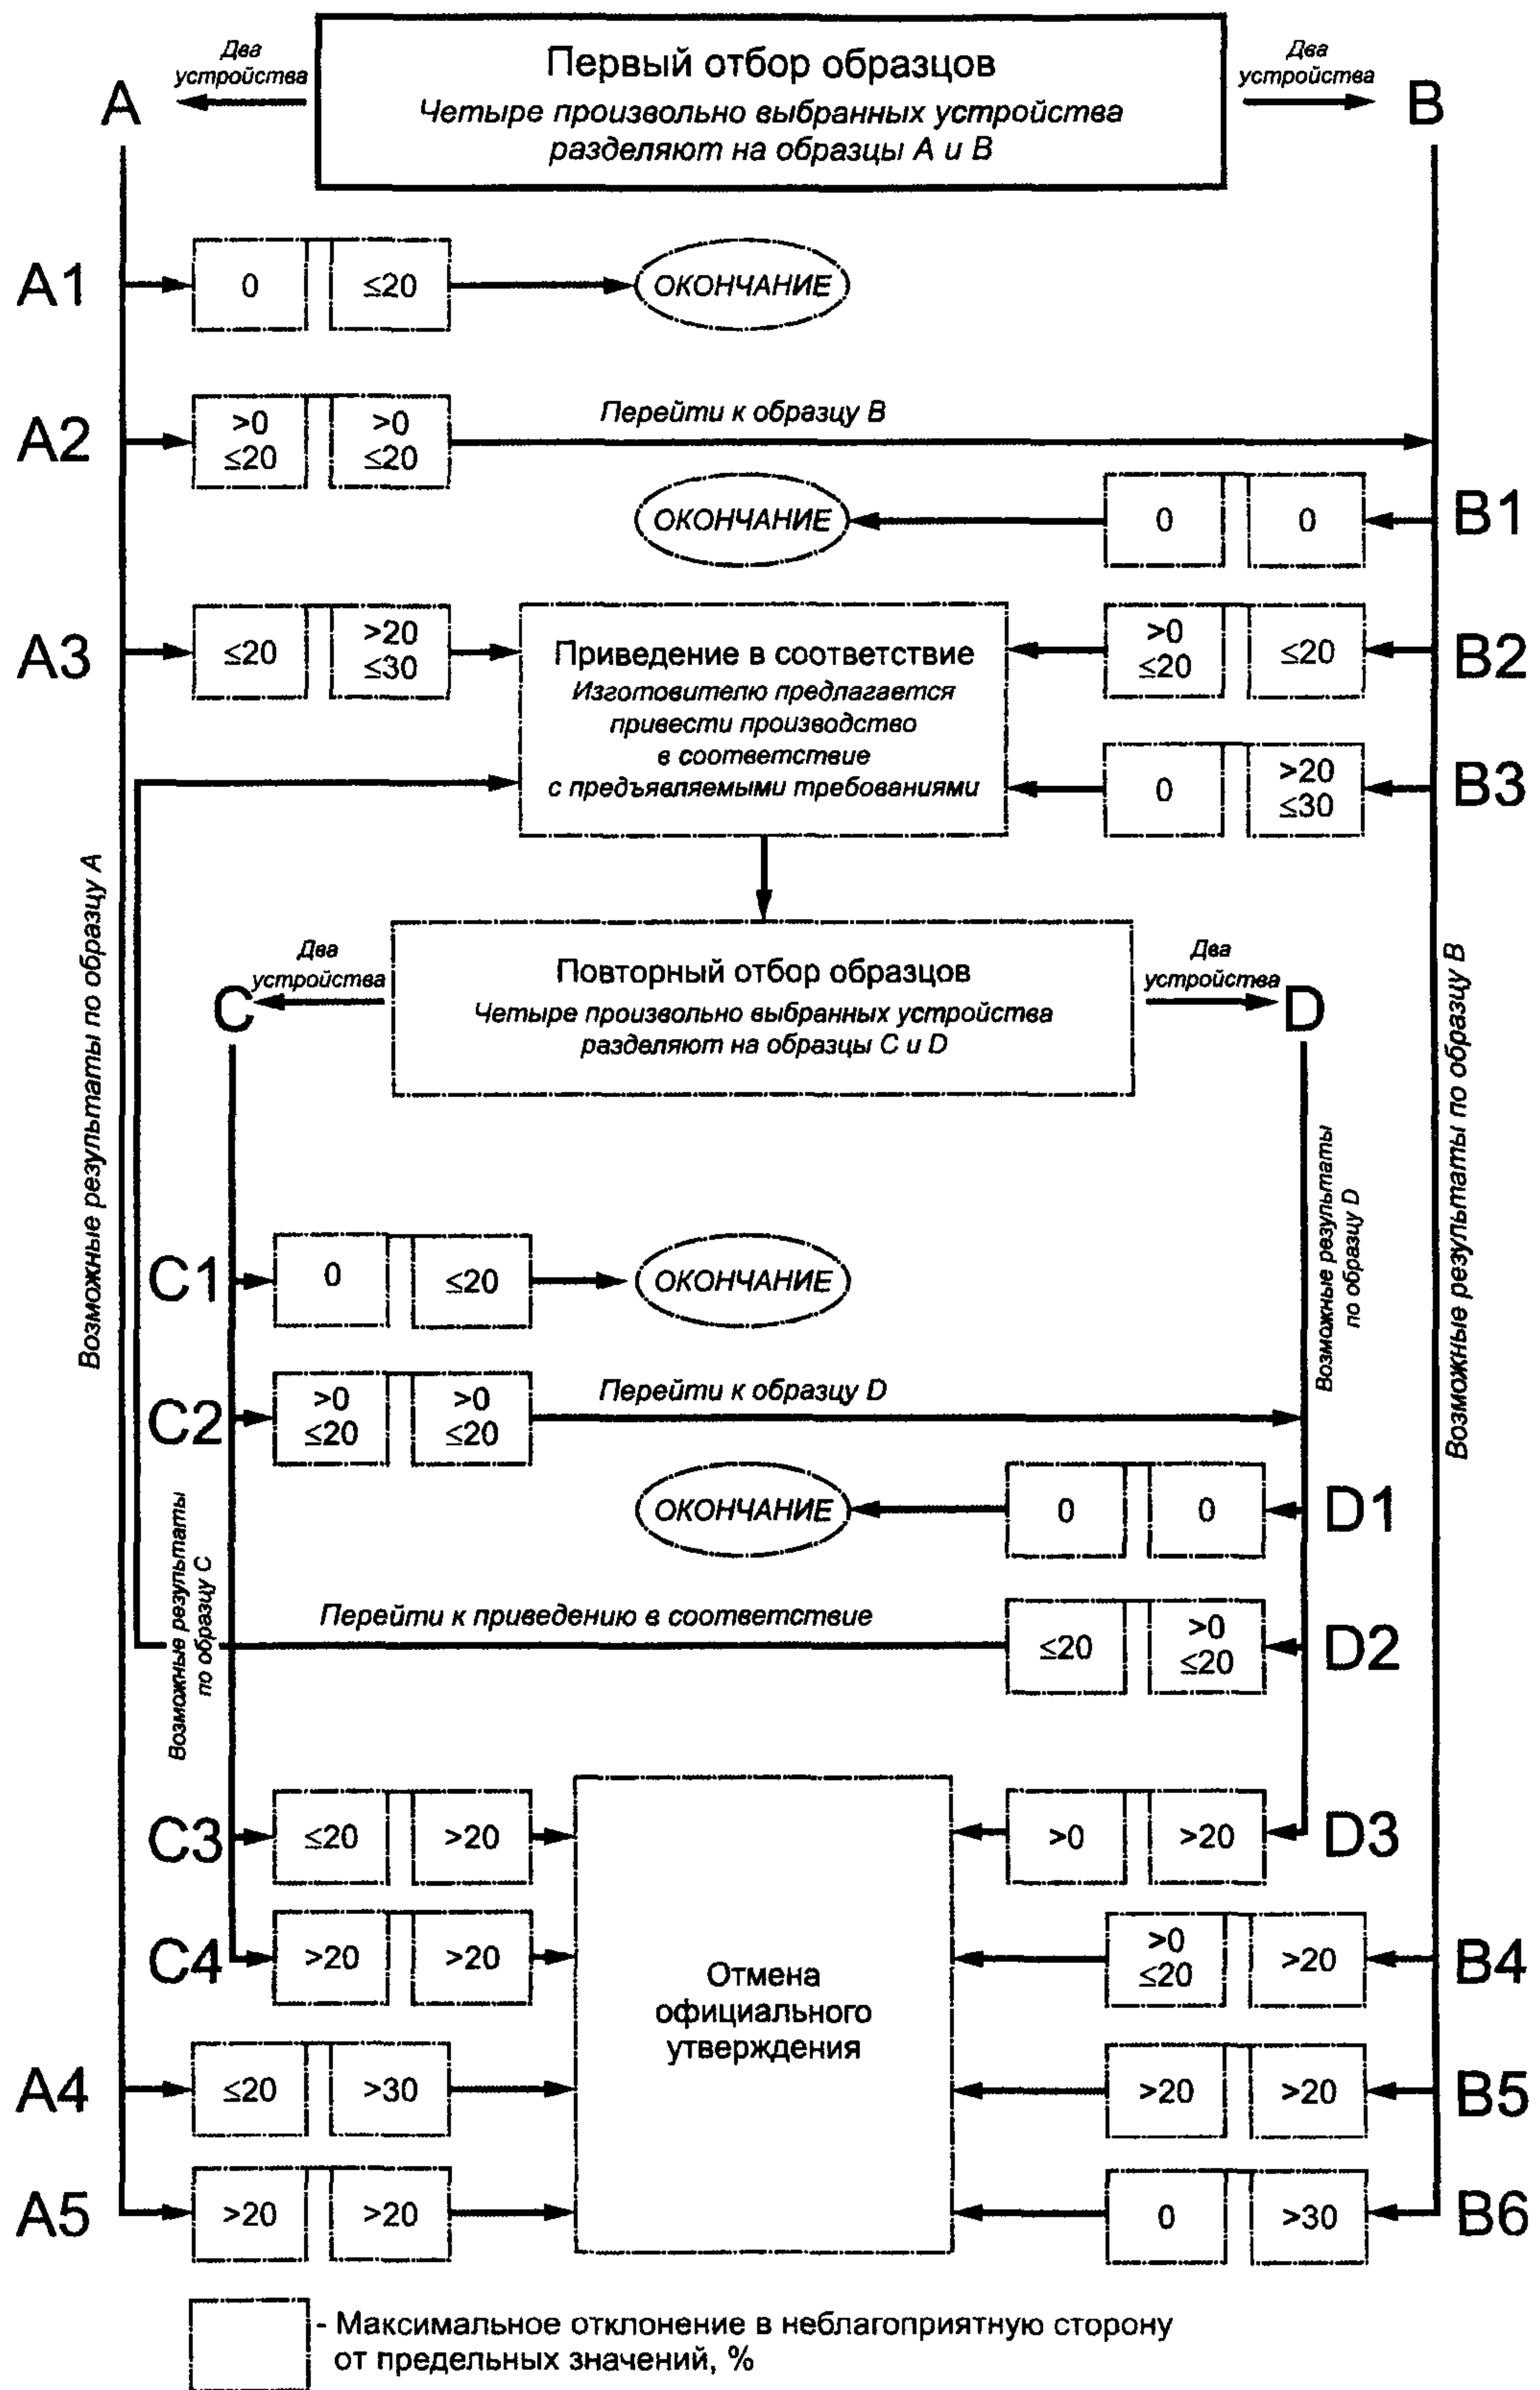 Два
устройства
Первый отбор образцов
Два
устройства
A
Четыре произвольно выбранных устройства
B
разделяют на образцы A и B
A1
0
≤20
ОКОНЧАНИЕ
A2
>0
≤20
>0
≤20
Перейти к образцу B
ОКОНЧАНИЕ
0
0
B1
A3
≤20
>20
≤30
Приведение в соответствие
Изготовителю предлагается
привести производство
в соответствие
с предъявляемыми требованиями
>0
≤20
≤20
B2
0
>20
≤30
B3
Возможные результаты по образцу A
Возможные результаты по образцу B
Два
устройства
C
Повторный отбор образцов
Четыре произвольно выбранных устройства
разделяют на образцы C и D
Два
устройства
D
Возможные результаты
по образцу D
C1
0
≤20
ОКОНЧАНИЕ
C2
>0
≤20
>0
≤20
Перейти к образцу D
ОКОНЧАНИЕ
0
0
D1
Возможные результаты
по образцу C
Перейти к приведению в соответствие
≤20
>0
≤20
D2
C3
≤20
>20
>0
>20
D3
C4
>20
>20
Отмена
официального
утверждения
>0
≤20
>20
B4
A4
≤20
>30
>20
>20
B5
A5
>20
>20
0
>30
B6
- Максимальное отклонение в неблагоприятную сторону
от предельных значений, %